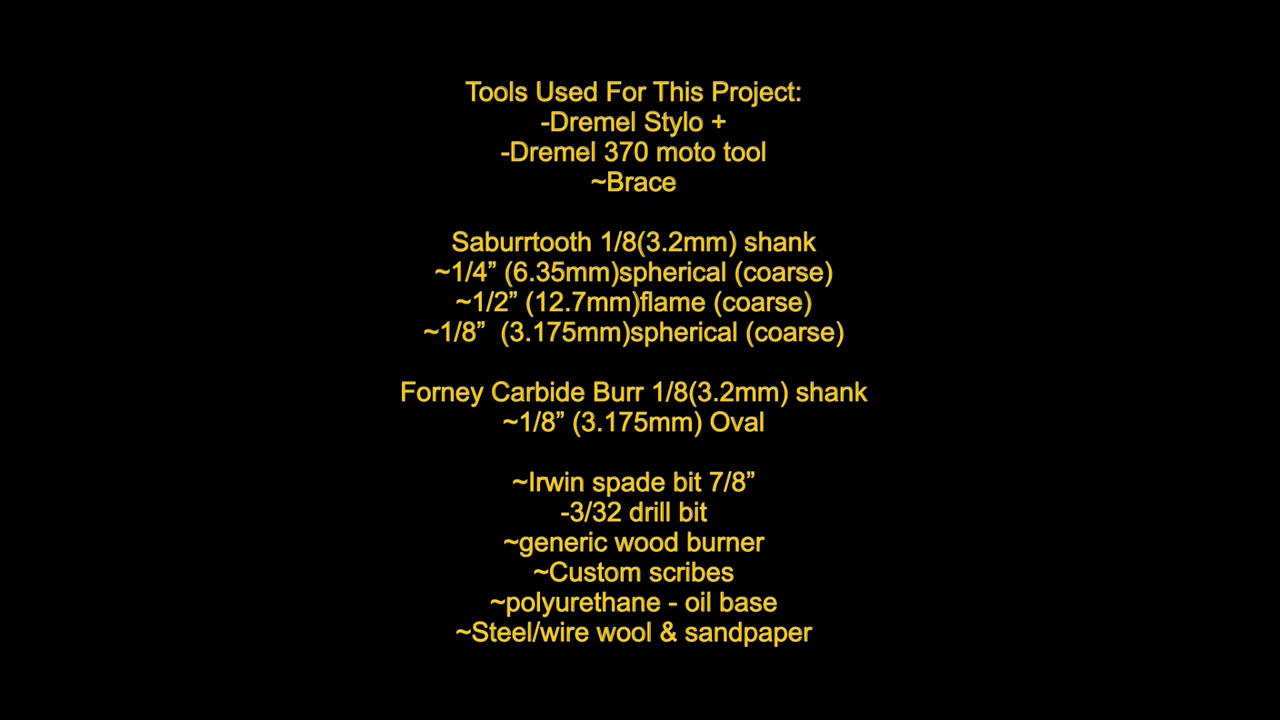 Tools Used For This Project:
-Dremel Stylo +
-Dremel 370 moto tool
~Brace
Saburrtooth 1/8(3.2mm) shank
~1/4” (6.35mm)spherical (coarse)
~1/2” (12.7mm)flame (coarse)
~1/8”  (3.175mm)spherical (coarse)
Forney Carbide Burr 1/8(3.2mm) shank
~1/8” (3.175mm) Oval
~Irwin spade bit 7/8”
-3/32 drill bit
~generic wood burner
~Custom scribes
~polyurethane - oil base
~Steel/wire wool & sandpaper